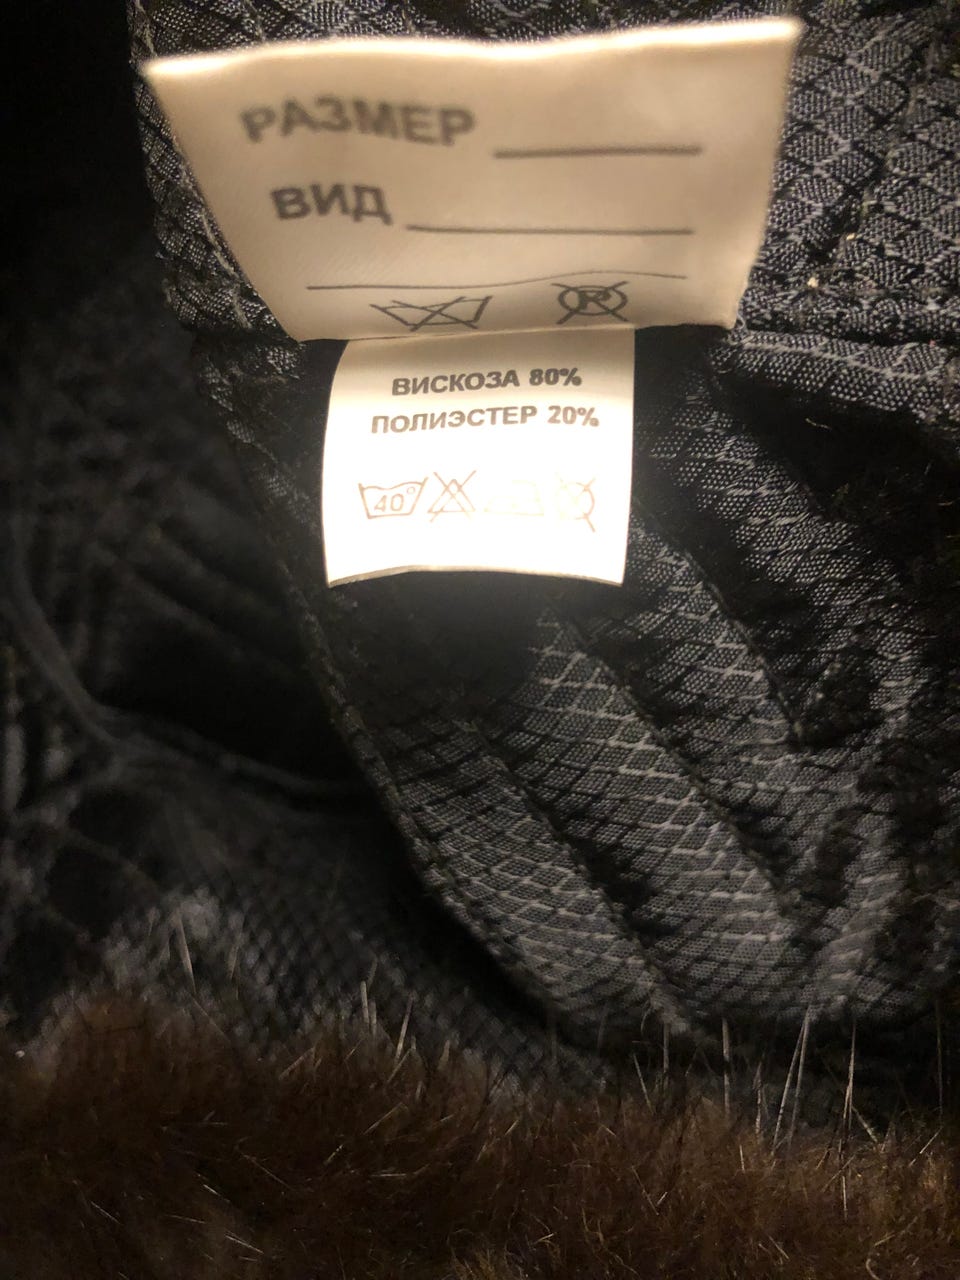 РАЗМЕР
ВИД
R
ВИСКОЗА 80%
ПОЛИЭСТЕР 20%
40°